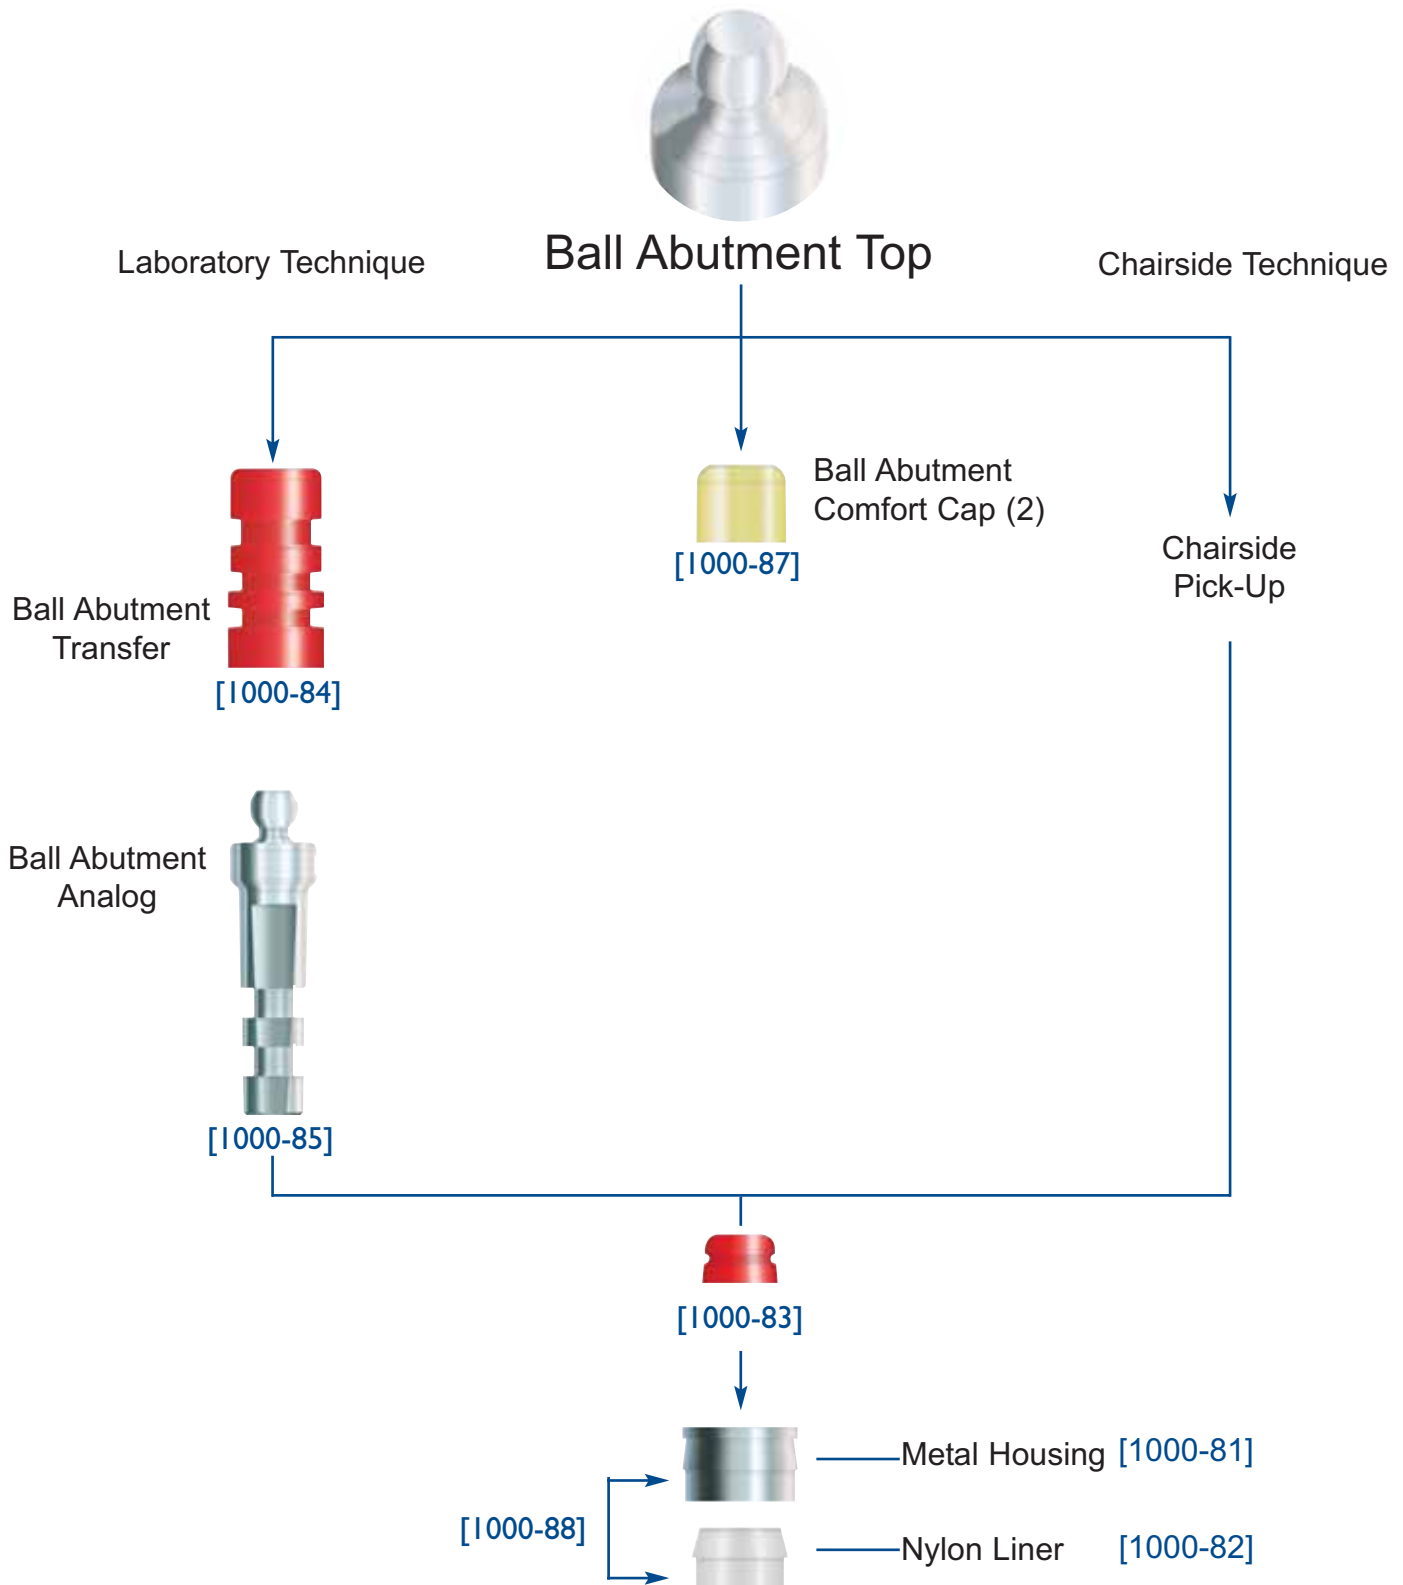 Ball Abutment Top
Laboratory Technique
Chairside Technique
Ball Abutment
Comfort Cap (2)
[1000-87]
Chairside
Pick-Up
Ball Abutment
Transfer
[1000-84]
Ball Abutment
Analog
[1000-85]
[1000-83]
Metal Housing [1000-81]
[1000-88]
Nylon Liner [1000-82]